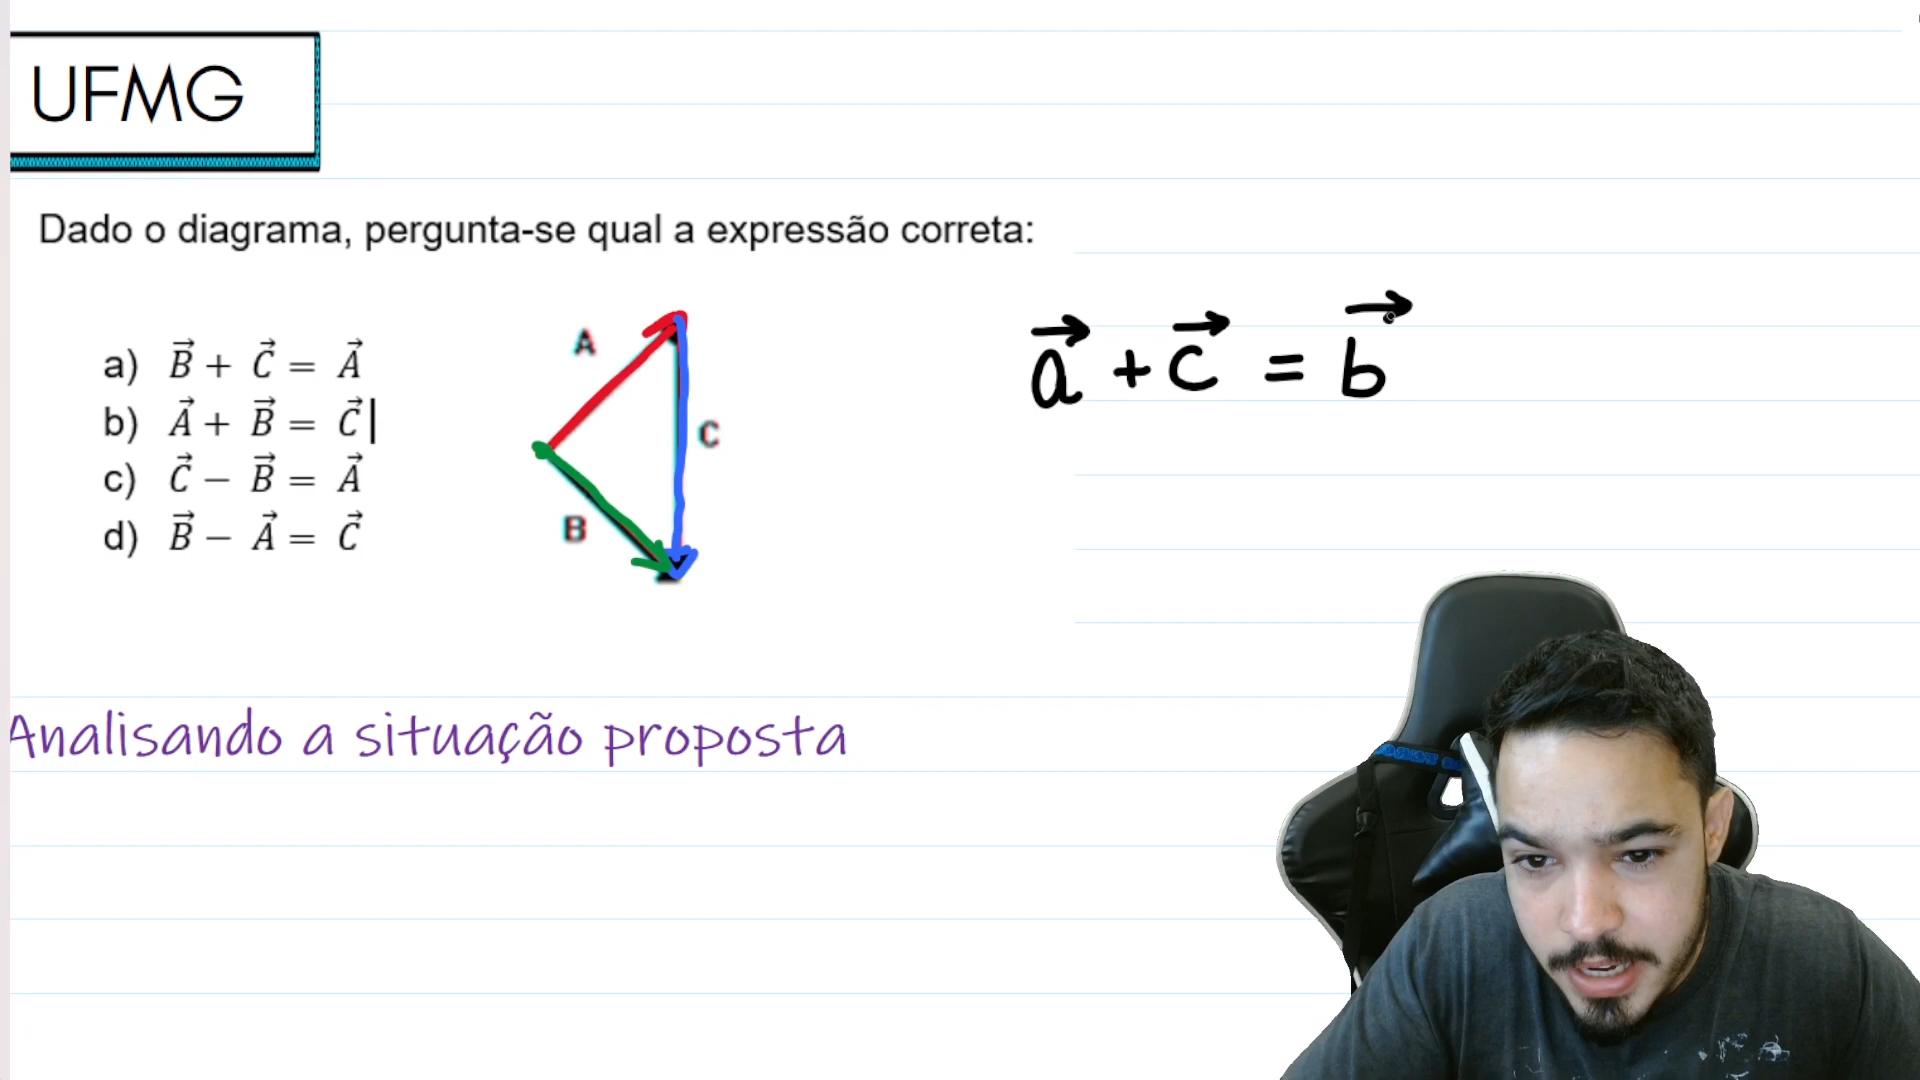 UFMG
Dado o diagrama, pergunta-se qual a expressão correta:
a) B⃗ + C⃗ = A⃗
b) A⃗ + B⃗ = C⃗|
c) C⃗ − B⃗ = A⃗
d) B⃗ − A⃗ = C⃗
A
C
B
a⃗ + c⃗ = b⃗
Analisando a situação proposta